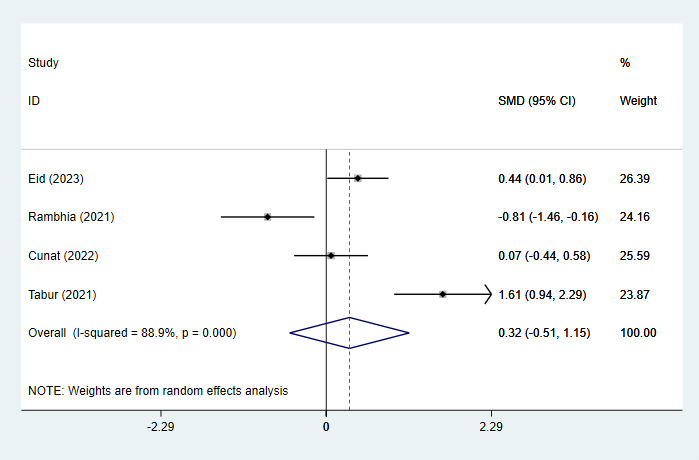 Study %
ID SMD (95% CI) Weight
Eid (2023) 0.44 (0.01, 0.86) 26.39
Rambhia (2021) -0.81 (-1.46, -0.16) 24.16
Cunat (2022) 0.07 (-0.44, 0.58) 25.59
Tabur (2021) 1.61 (0.94, 2.29) 23.87
Overall (I-squared = 88.9%, p = 0.000) 0.32 (-0.51, 1.15) 100.00
NOTE: Weights are from random effects analysis
-2.29 0 2.29